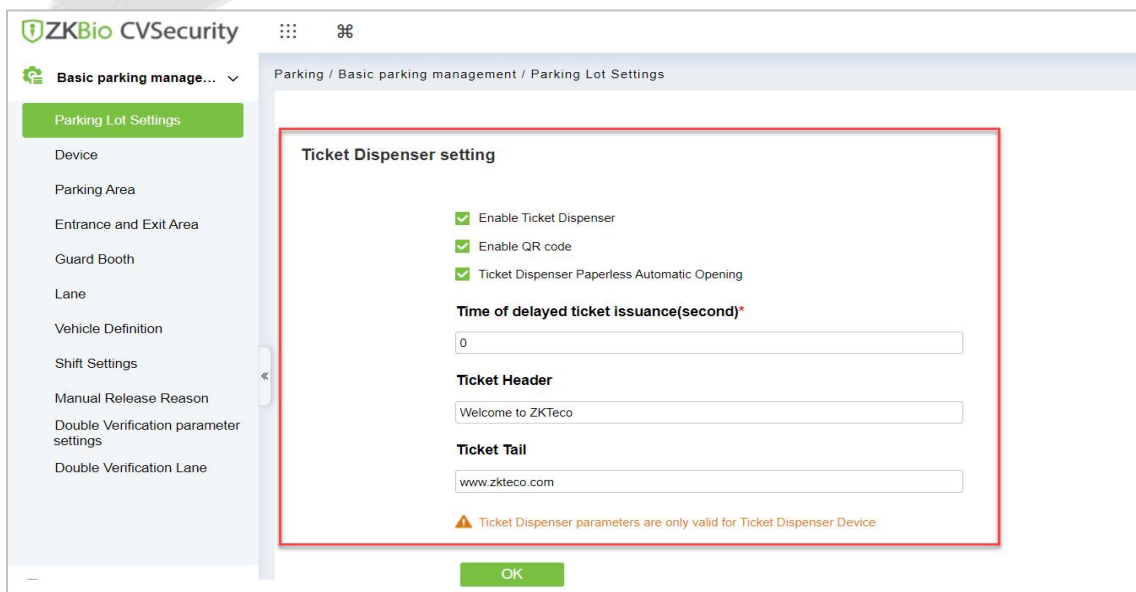 ZKBio CVSecurity
Basic parking manage...
Parking / Basic parking management / Parking Lot Settings
Parking Lot Settings
Device
Parking Area
Entrance and Exit Area
Guard Booth
Lane
Vehicle Definition
Shift Settings
Manual Release Reason
Double Verification parameter
settings
Double Verification Lane
Ticket Dispenser setting
Enable Ticket Dispenser
Enable QR code
Ticket Dispenser Paperless Automatic Opening
Time of delayed ticket issuance(second)*
0
Ticket Header
Welcome to ZKTeco
Ticket Tail
www.zkteco.com
Ticket Dispenser parameters are only valid for Ticket Dispenser Device
OK